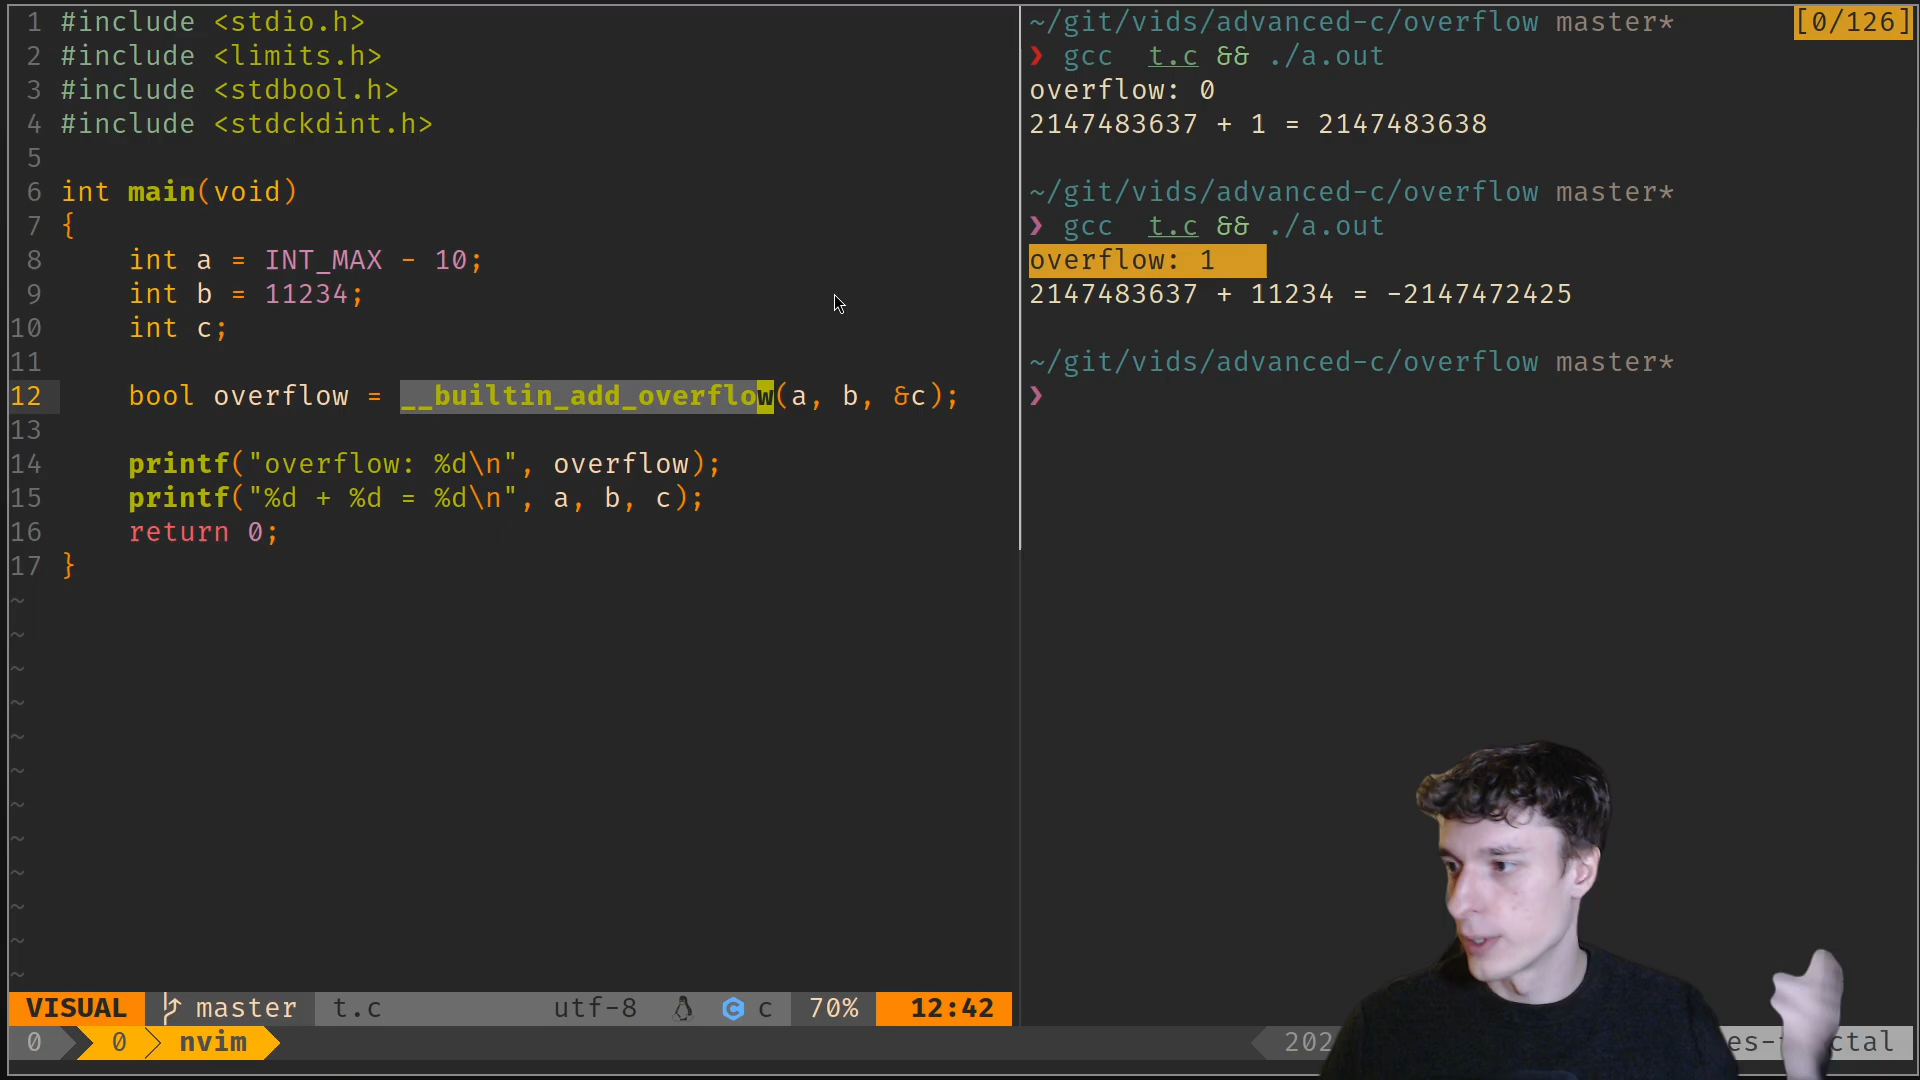 1 #include <stdio.h>
2 #include <limits.h>
3 #include <stdbool.h>
4 #include <stdckdint.h>
5
6 int main(void)
7 {
8     int a = INT_MAX - 10;
9     int b = 11234;
10     int c;
11
12     bool overflow = __builtin_add_overflow(a, b, &c);
13
14     printf("overflow: %d\n", overflow);
15     printf("%d + %d = %d\n", a, b, c);
16     return 0;
17 }
~
~
~
~
~
~
~
~
~
~
~
~
VISUAL master t.c utf-8 c 70% 12:42
~/git/vids/advanced-c/overflow master* [0/126]
❯ gcc  t.c && ./a.out
overflow: 0
2147483637 + 1 = 2147483638
~/git/vids/advanced-c/overflow master*
❯ gcc  t.c && ./a.out
overflow: 1
2147483637 + 11234 = -2147472425
~/git/vids/advanced-c/overflow master*
❯
0 0 nvim